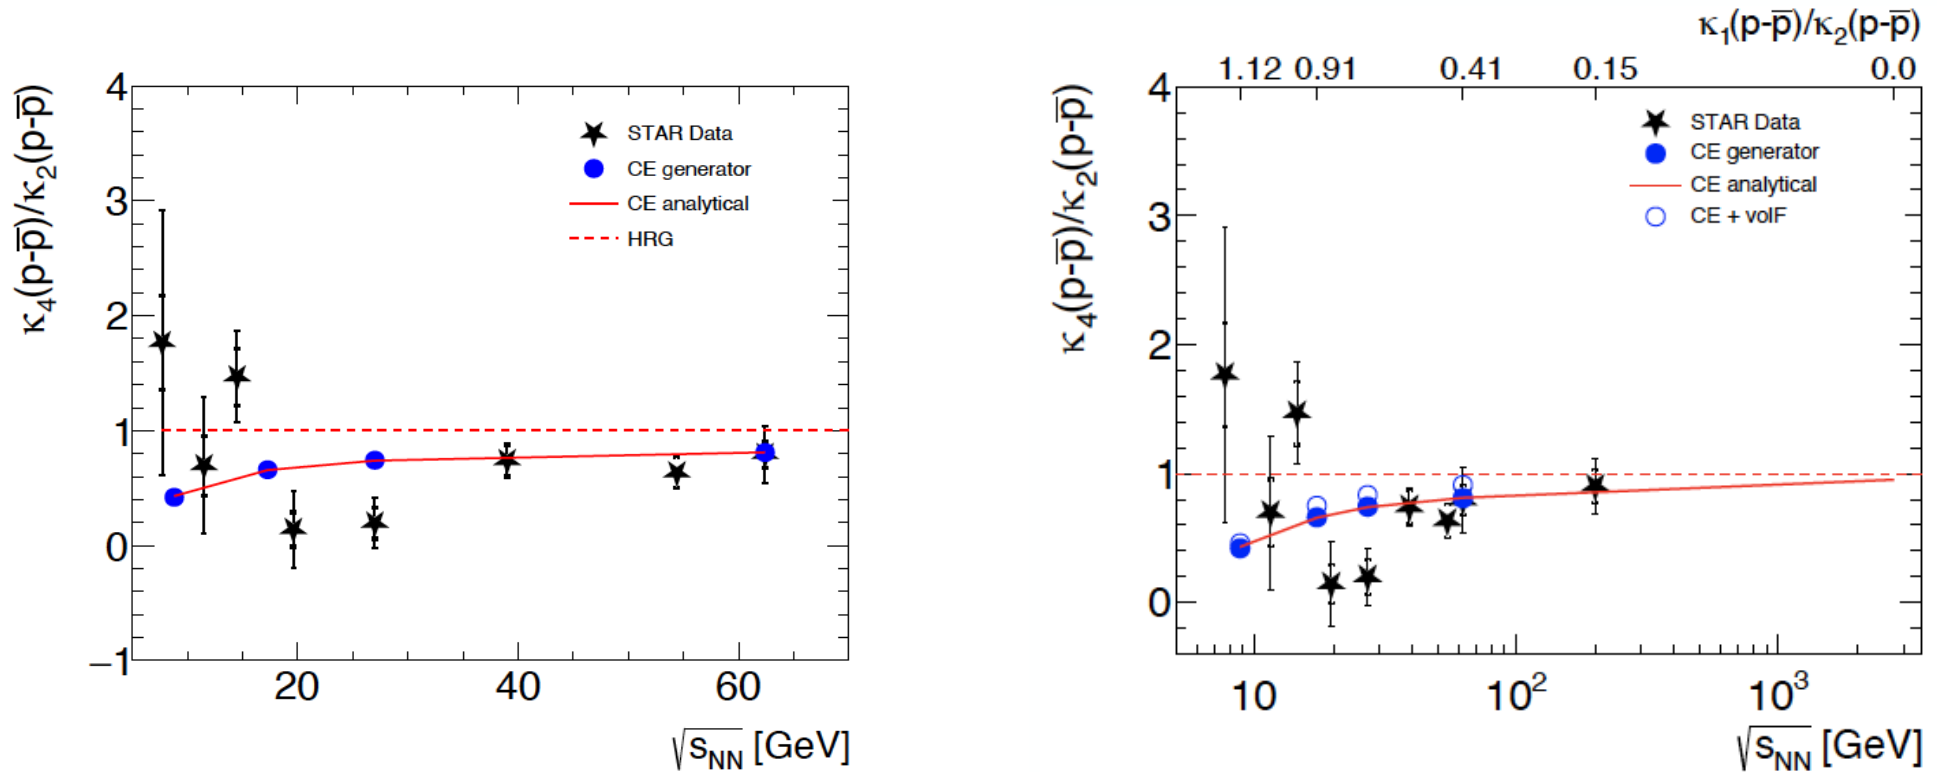 κ₄(p-p̅)/κ₂(p-p̅)
4
3
2
1
0
−1
STAR Data
CE generator
CE analytical
HRG
20 40 60
√sNN [GeV]
κ₁(p-p̅)/κ₂(p-p̅)
1.12 0.91 0.41 0.15 0.0
κ₄(p-p̅)/κ₂(p-p̅)
4
3
2
1
0
STAR Data
CE generator
CE analytical
CE + volF
10 10² 10³
√sNN [GeV]